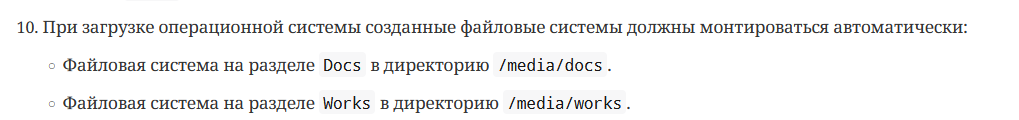 10. При загрузке операционной системы созданные файловые системы должны монтироваться автоматически:
○ Файловая система на разделе Docs в директорию /media/docs.
○ Файловая система на разделе Works в директорию /media/works.